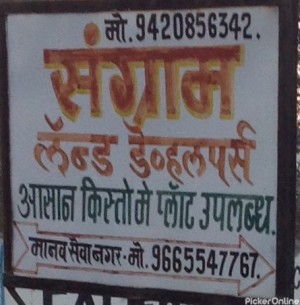 मो. 9420856342.
संग्राम
लॅन्ड डेव्हलपर्स
आसान किस्तो मे प्लॅाट उपलब्ध.
मानव सेवा नगर - मो. 9665547767.
PickerOnline